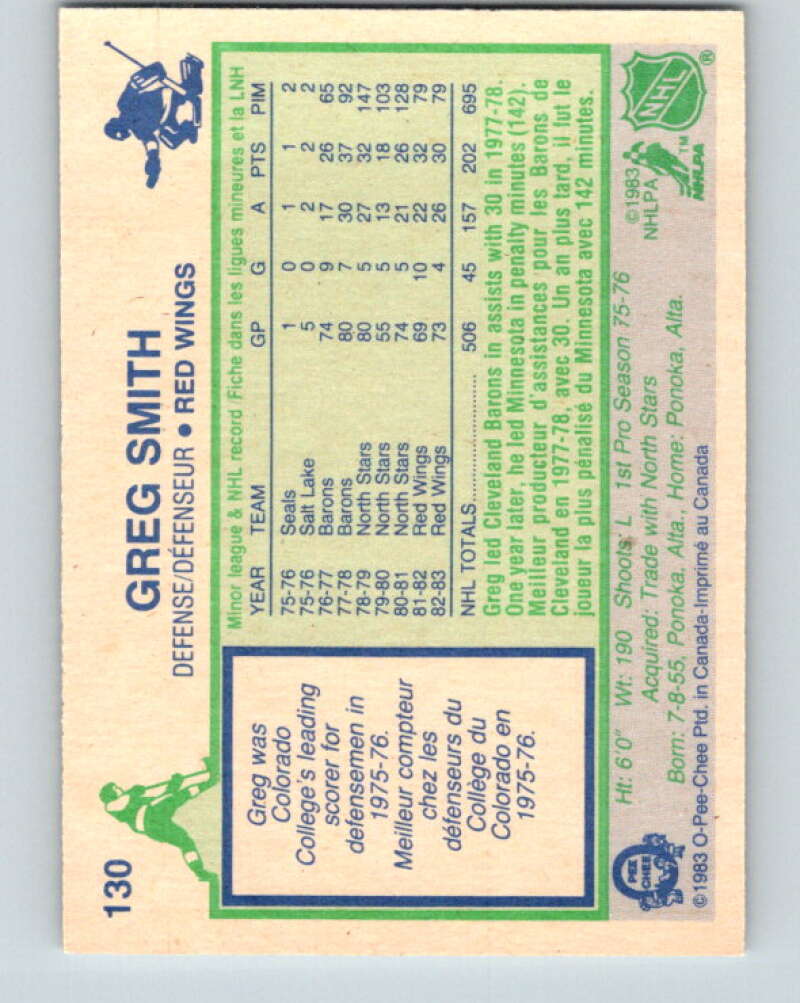 130
GREG SMITH
DEFENSE/DÉFENSEUR • RED WINGS
Greg was
Colorado
College's leading
scorer for
defensemen in
1975-76.
Meilleur compteur
chez les
défenseurs du
Collège du
Colorado en
1975-76.
Minor league & NHL record/Fiche dans les ligues mineures et la LNH
YEAR TEAM GP G A PTS PIM
75-76 Seals 1 0 1 1 2
75-76 Salt Lake 5 0 2 2 2
76-77 Barons 74 9 17 26 65
77-78 Barons 80 7 30 37 92
78-79 North Stars 80 5 27 32 147
79-80 North Stars 55 5 13 18 103
80-81 North Stars 74 5 21 26 128
81-82 Red Wings 69 10 22 32 79
82-83 Red Wings 73 4 26 30 79
NHL TOTALS 506 45 157 202 695
Greg led Cleveland Barons in assists with 30 in 1977-78.
One year later, he led Minnesota in penalty minutes (142).
Meilleur producteur d'assistances pour les Barons de
Cleveland en 1977-78, avec 30. Un an plus tard, il fut le
joueur la plus pénalisé du Minnesota avec 142 minutes.
Ht: 6'0" Wt: 190 Shoots: L 1st Pro Season 75-76
Acquired: Trade with North Stars
Born: 7-8-55, Ponoka, Alta., Home: Ponoka, Alta.
©1983 O-Pee-Chee Ptd. in Canada-Imprimé au Canada
PEE
CHEE
©1983
NHLPA
NHLPA
TM
NHL
®